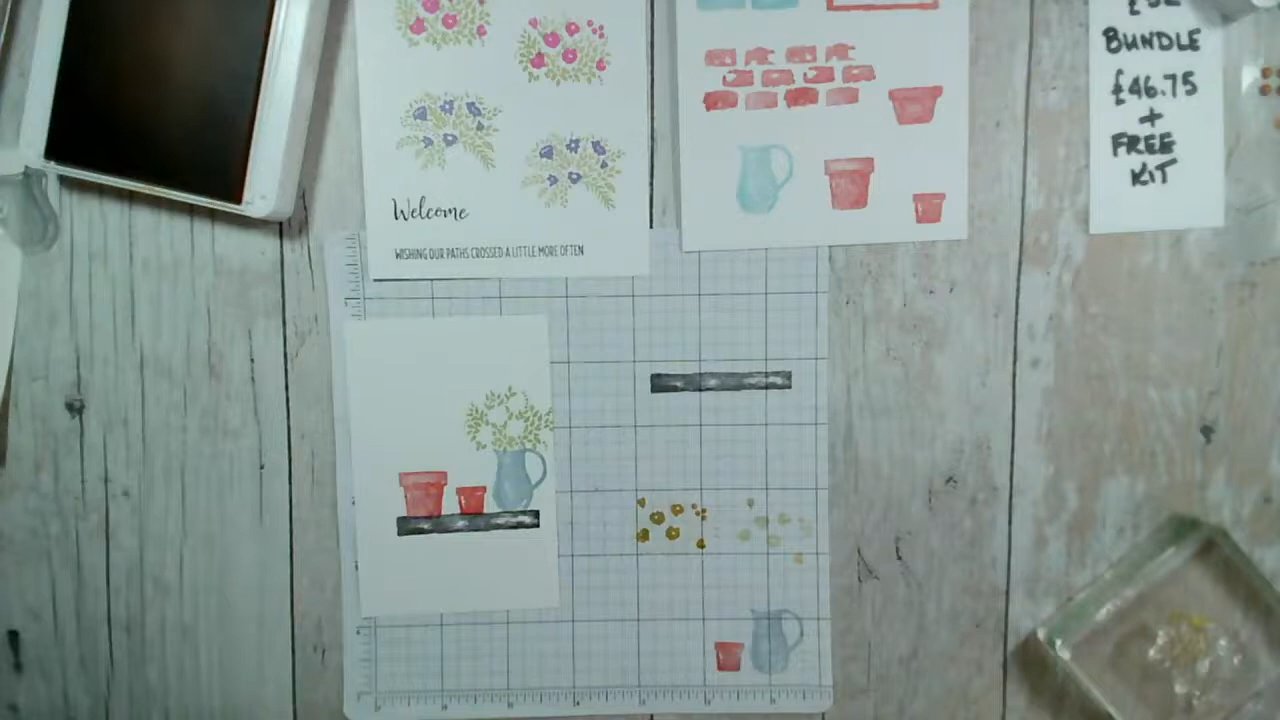 Welcome
WISHING OUR PATHS CROSSED A LITTLE MORE OFTEN
BUNDLE
£46.75
+
FREE
KIT